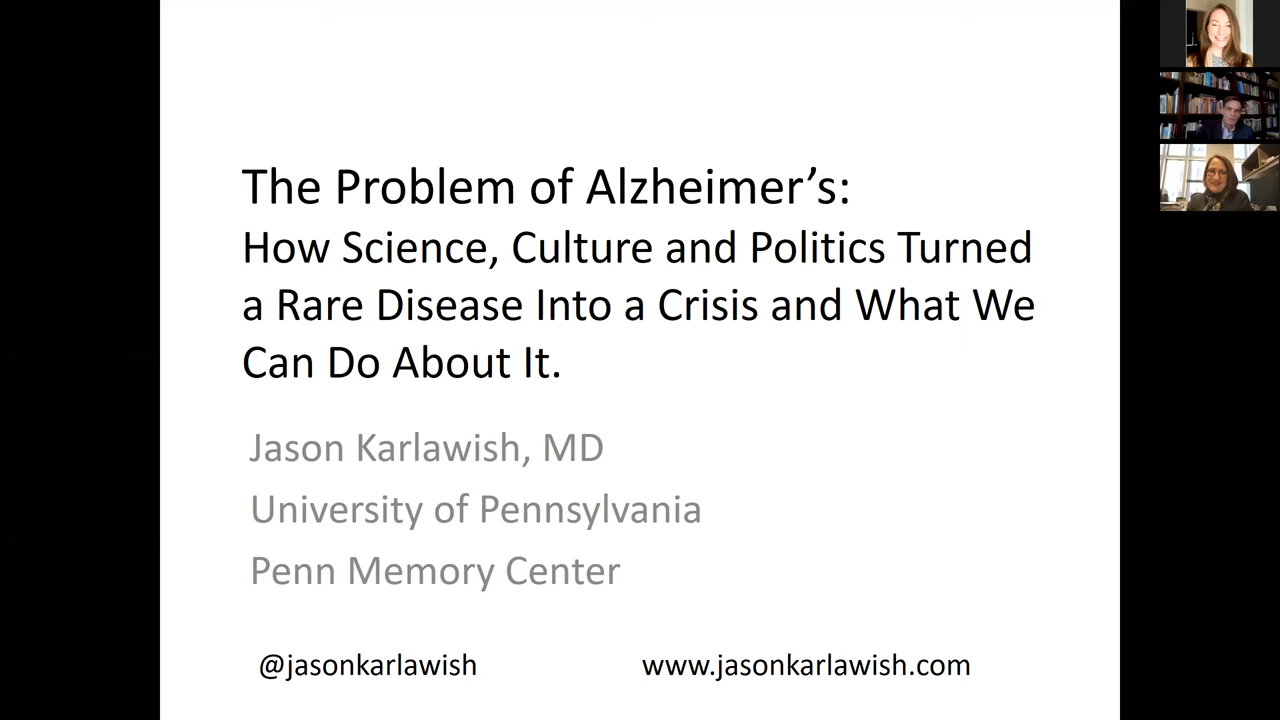 The Problem of Alzheimer’s:
How Science, Culture and Politics Turned
a Rare Disease Into a Crisis and What We
Can Do About It.
Jason Karlawish, MD
University of Pennsylvania
Penn Memory Center
@jasonkarlawish
www.jasonkarlawish.com